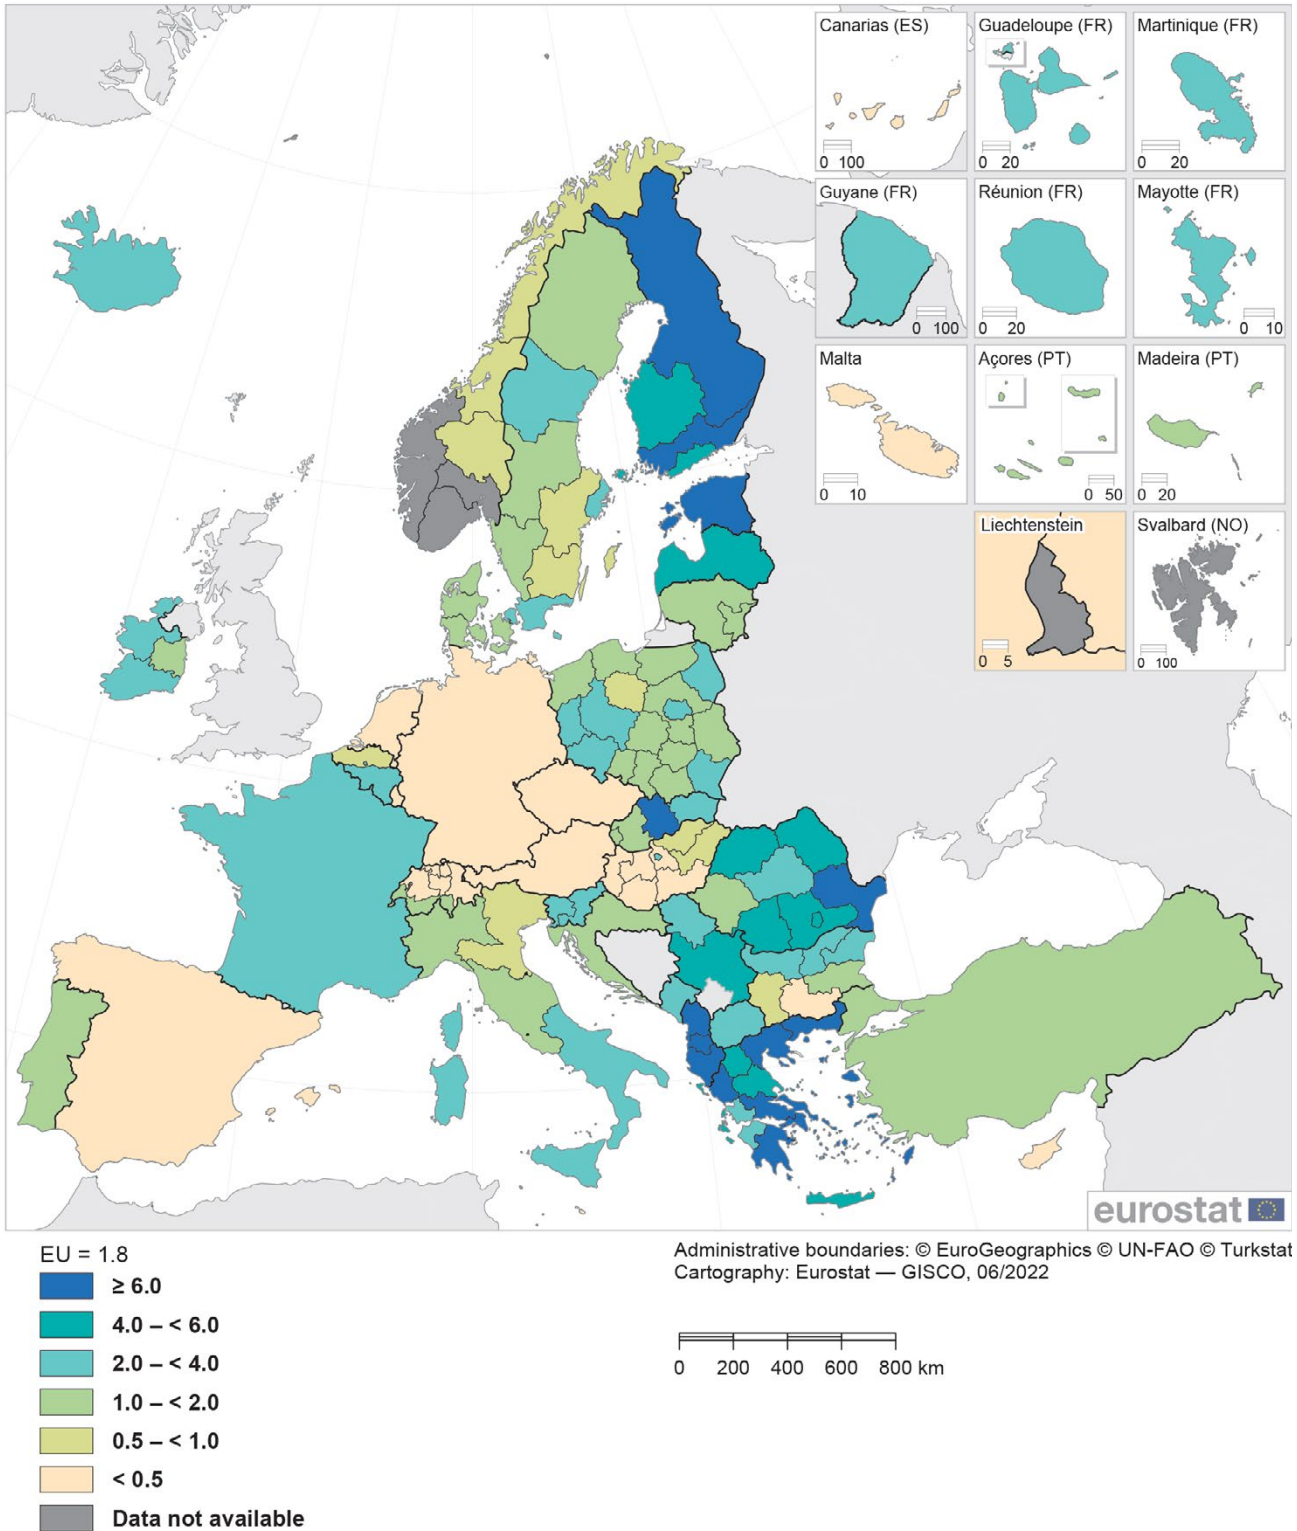 Canarias (ES)
0 100
Guadeloupe (FR)
0 20
Martinique (FR)
0 20
Guyane (FR)
0 100
Réunion (FR)
0 20
Mayotte (FR)
0 10
Malta
0 10
Açores (PT)
0 50
Madeira (PT)
0 20
Liechtenstein
0 5
Svalbard (NO)
0 100
eurostat
EU = 1.8
≥ 6.0
4.0 – < 6.0
2.0 – < 4.0
1.0 – < 2.0
0.5 – < 1.0
< 0.5
Data not available
Administrative boundaries: © EuroGeographics © UN-FAO © Turkstat
Cartography: Eurostat — GISCO, 06/2022
0 200 400 600 800 km